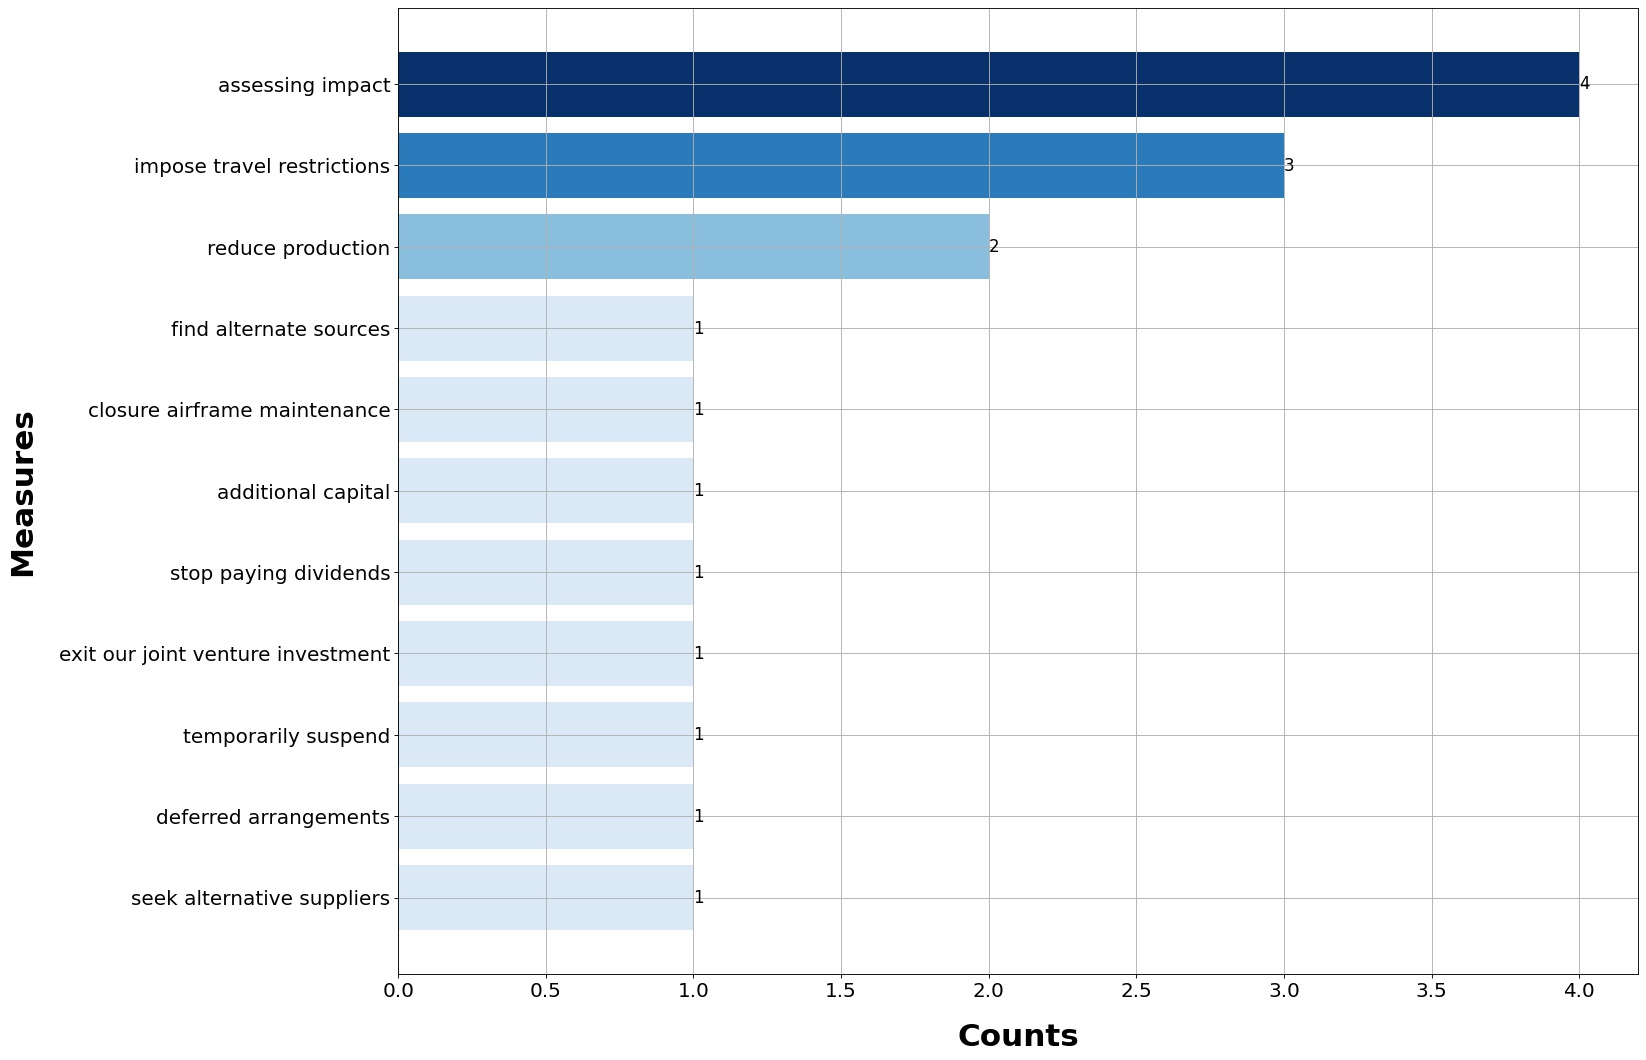 assessing impact 4
impose travel restrictions 3
reduce production 2
find alternate sources 1
closure airframe maintenance 1
additional capital 1
stop paying dividends 1
exit our joint venture investment 1
temporarily suspend 1
deferred arrangements 1
seek alternative suppliers 1
Measures
0.0 0.5 1.0 1.5 2.0 2.5 3.0 3.5 4.0
Counts